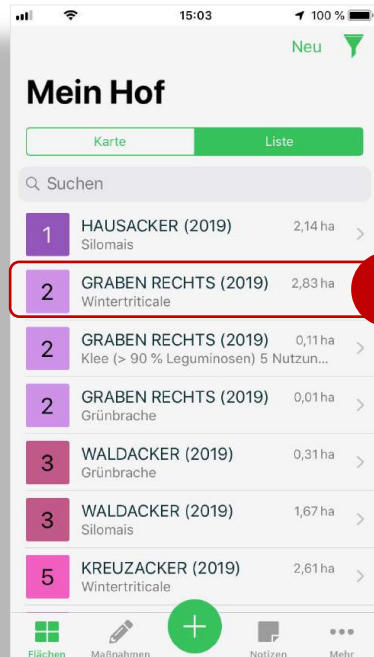 15:03
100 %
Neu
Mein Hof
Karte
Liste
Suchen
1
HAUSACKER (2019)
2,14 ha
Silomais
2
GRABEN RECHTS (2019)
2,83 ha
Wintertriticale
2
GRABEN RECHTS (2019)
0,11 ha
Klee (> 90 % Leguminosen) 5 Nutzun...
2
GRABEN RECHTS (2019)
0,01 ha
Grünbrache
3
WALDACKER (2019)
0,31 ha
Grünbrache
3
WALDACKER (2019)
1,67 ha
Silomais
5
KREUZACKER (2019)
2,61 ha
Wintertriticale
Flächen
Maßnahmen
Notizen
Mehr